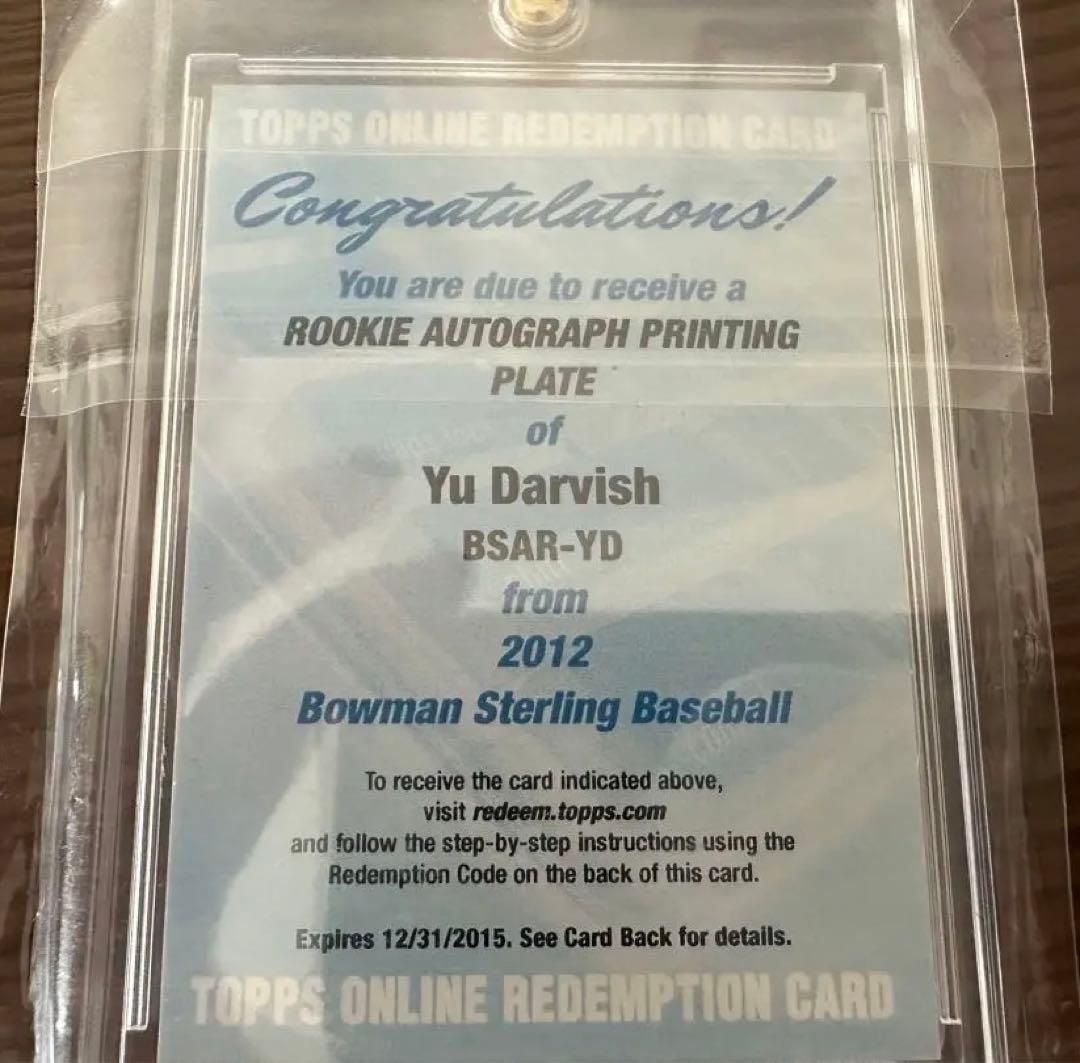 TOPPS ONLINE REDEMPTION CARD
Congratulations!
You are due to receive a
ROOKIE AUTOGRAPH PRINTING
PLATE
of
Yu Darvish
BSAR-YD
from
2012
Bowman Sterling Baseball
To receive the card indicated above,
visit redeem.topps.com
and follow the step-by-step instructions using the
Redemption Code on the back of this card.
Expires 12/31/2015. See Card Back for details.
TOPPS ONLINE REDEMPTION CARD